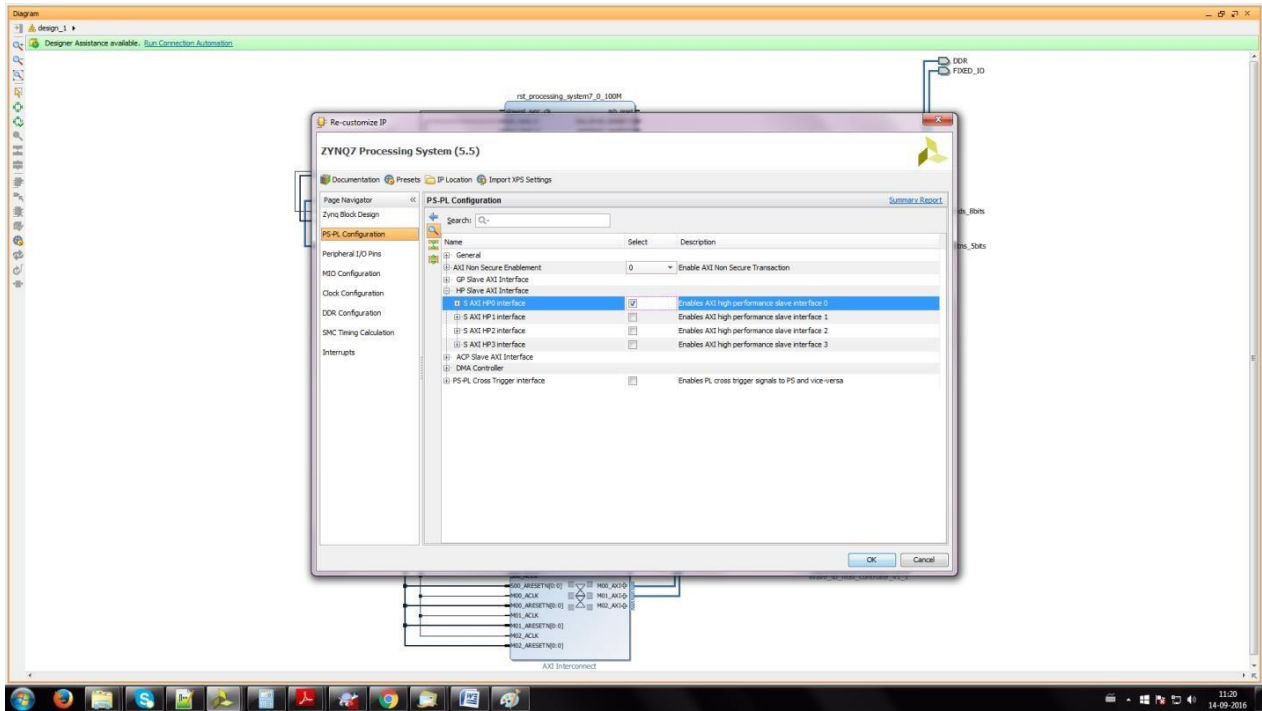 Diagram
design_1
Designer Assistance available. Run Connection Automation
DDR
FIXED_IO
rst_processing_system7_0_100M
Re-customize IP
ZYNQ7 Processing System (5.5)
Documentation Presets IP Location Import XPS Settings
Page Navigator «
Zynq Block Design
PS-PL Configuration
Peripheral I/O Pins
MIO Configuration
Clock Configuration
DDR Configuration
SMC Timing Calculation
Interrupts
PS-PL Configuration Summary Report
Search:
Name Select Description
General
AXI Non Secure Enablement 0 Enable AXI Non Secure Transaction
GP Slave AXI Interface
HP Slave AXI Interface
S AXI HP0 interface Enables AXI high performance slave interface 0
S AXI HP1 interface Enables AXI high performance slave interface 1
S AXI HP2 interface Enables AXI high performance slave interface 2
S AXI HP3 interface Enables AXI high performance slave interface 3
ACP Slave AXI Interface
DMA Controller
PS-PL Cross Trigger interface Enables PL cross trigger signals to PS and vice-versa
OK Cancel
S00_ARESETN[0:0] M00_AXI
M00_ACLK M01_AXI
M00_ARESETN[0:0] M02_AXI
M01_ACLK
M01_ARESETN[0:0]
M02_ACLK
M02_ARESETN[0:0]
AXI Interconnect
11:20
14-09-2016